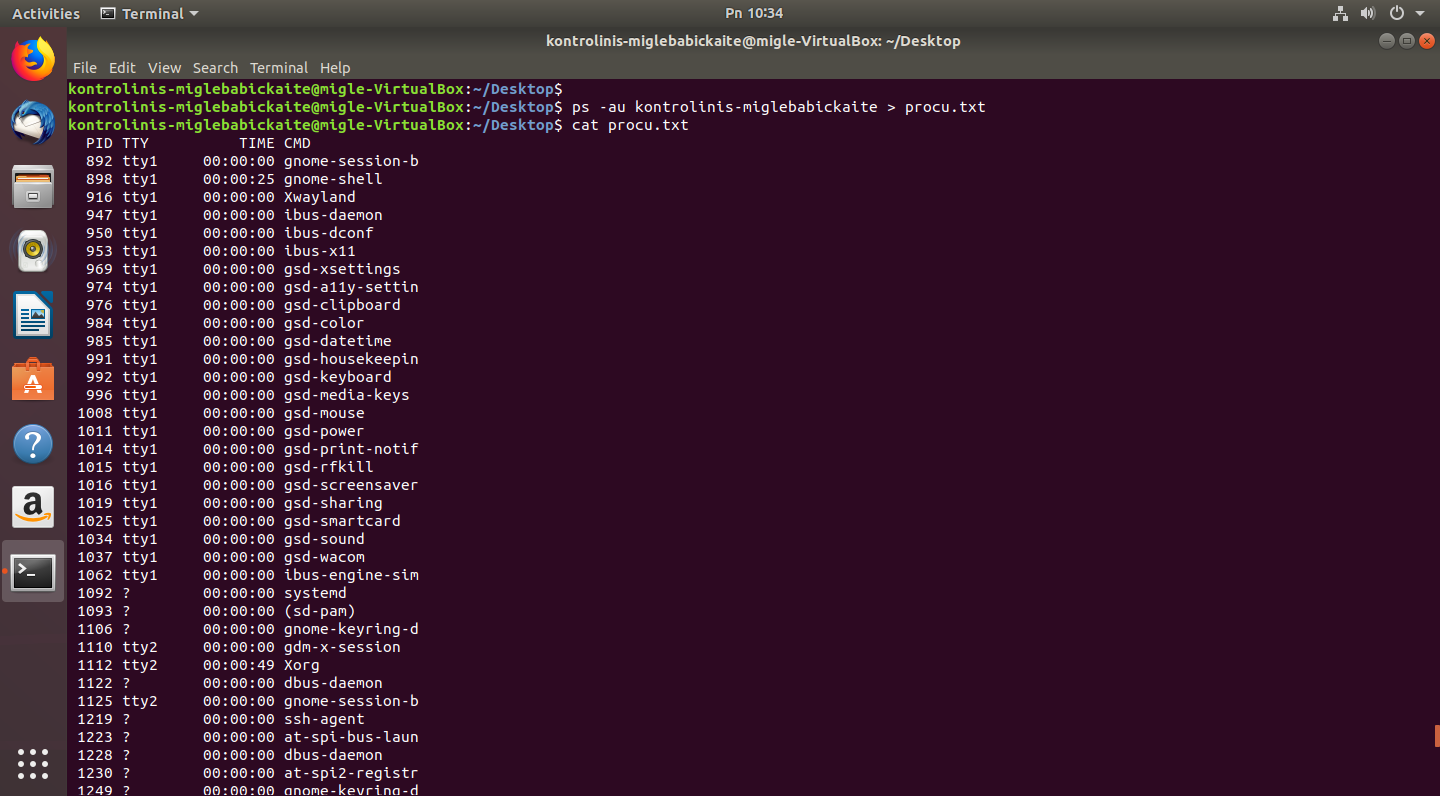 Activities Terminal Pn 10:34
kontrolinis-miglebabickaite@migle-VirtualBox: ~/Desktop
File Edit View Search Terminal Help
kontrolinis-miglebabickaite@migle-VirtualBox:~/Desktop$
kontrolinis-miglebabickaite@migle-VirtualBox:~/Desktop$ ps -au kontrolinis-miglebabickaite > procu.txt
kontrolinis-miglebabickaite@migle-VirtualBox:~/Desktop$ cat procu.txt
  PID TTY          TIME CMD
  892 tty1     00:00:00 gnome-session-b
  898 tty1     00:00:25 gnome-shell
  916 tty1     00:00:00 Xwayland
  947 tty1     00:00:00 ibus-daemon
  950 tty1     00:00:00 ibus-dconf
  953 tty1     00:00:00 ibus-x11
  969 tty1     00:00:00 gsd-xsettings
  974 tty1     00:00:00 gsd-a11y-settin
  976 tty1     00:00:00 gsd-clipboard
  984 tty1     00:00:00 gsd-color
  985 tty1     00:00:00 gsd-datetime
  991 tty1     00:00:00 gsd-housekeepin
  992 tty1     00:00:00 gsd-keyboard
  996 tty1     00:00:00 gsd-media-keys
 1008 tty1     00:00:00 gsd-mouse
 1011 tty1     00:00:00 gsd-power
 1014 tty1     00:00:00 gsd-print-notif
 1015 tty1     00:00:00 gsd-rfkill
 1016 tty1     00:00:00 gsd-screensaver
 1019 tty1     00:00:00 gsd-sharing
 1025 tty1     00:00:00 gsd-smartcard
 1034 tty1     00:00:00 gsd-sound
 1037 tty1     00:00:00 gsd-wacom
 1062 tty1     00:00:00 ibus-engine-sim
 1092 ?        00:00:00 systemd
 1093 ?        00:00:00 (sd-pam)
 1106 ?        00:00:00 gnome-keyring-d
 1110 tty2     00:00:00 gdm-x-session
 1112 tty2     00:00:49 Xorg
 1122 ?        00:00:00 dbus-daemon
 1125 tty2     00:00:00 gnome-session-b
 1219 ?        00:00:00 ssh-agent
 1223 ?        00:00:00 at-spi-bus-laun
 1228 ?        00:00:00 dbus-daemon
 1230 ?        00:00:00 at-spi2-registr
 1249 ?        00:00:00 gnome-keyring-d